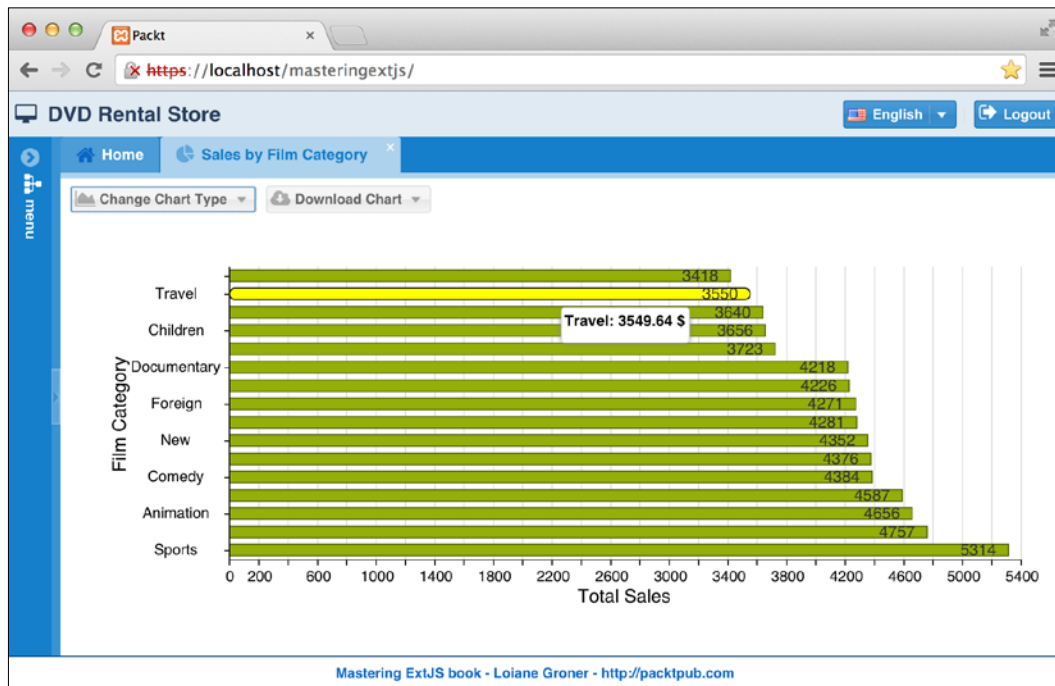 Packt
https://localhost/masteringextjs/
DVD Rental Store
English
Logout
menu
Home
Sales by Film Category
Change Chart Type
Download Chart
3418
Travel 3550
3640
Travel: 3549.64 $
Children 3656
3723
Documentary 4218
4226
Foreign 4271
4281
New 4352
4376
Comedy 4384
4587
Animation 4656
4757
Sports 5314
Film Category
0 200 600 1000 1400 1800 2200 2600 3000 3400 3800 4200 4600 5000 5400
Total Sales
Mastering ExtJS book - Loiane Groner - http://packtpub.com